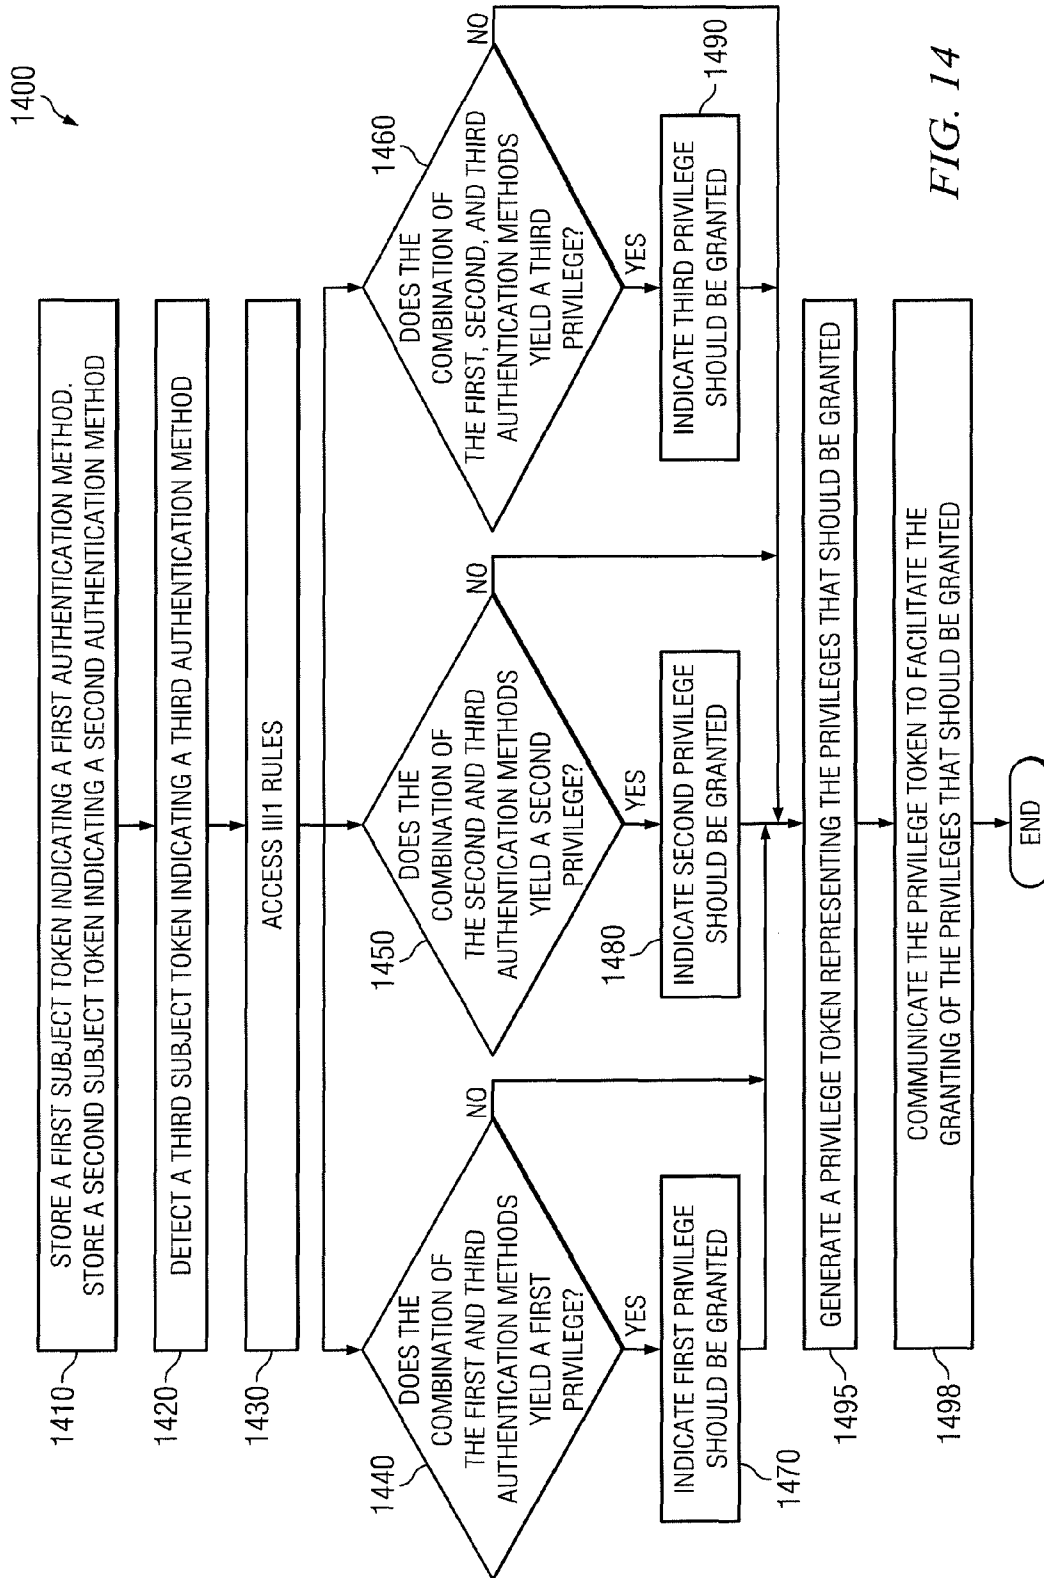 1400
1410
STORE A FIRST SUBJECT TOKEN INDICATING A FIRST AUTHENTICATION METHOD.
STORE A SECOND SUBJECT TOKEN INDICATING A SECOND AUTHENTICATION METHOD
1420
DETECT A THIRD SUBJECT TOKEN INDICATING A THIRD AUTHENTICATION METHOD
1430
ACCESS III1 RULES
1440
DOES THE
COMBINATION OF
THE FIRST AND THIRD
AUTHENTICATION METHODS
YIELD A FIRST
PRIVILEGE?
NO
YES
1450
DOES THE
COMBINATION OF
THE SECOND AND THIRD
AUTHENTICATION METHODS
YIELD A SECOND
PRIVILEGE?
NO
YES
1460
DOES THE
COMBINATION OF
THE FIRST, SECOND, AND THIRD
AUTHENTICATION METHODS
YIELD A THIRD
PRIVILEGE?
NO
YES
INDICATE FIRST PRIVILEGE
SHOULD BE GRANTED
1470
1480
INDICATE SECOND PRIVILEGE
SHOULD BE GRANTED
INDICATE THIRD PRIVILEGE
SHOULD BE GRANTED
1490
1495
GENERATE A PRIVILEGE TOKEN REPRESENTING THE PRIVILEGES THAT SHOULD BE GRANTED
1498
COMMUNICATE THE PRIVILEGE TOKEN TO FACILITATE THE
GRANTING OF THE PRIVILEGES THAT SHOULD BE GRANTED
END
FIG. 14